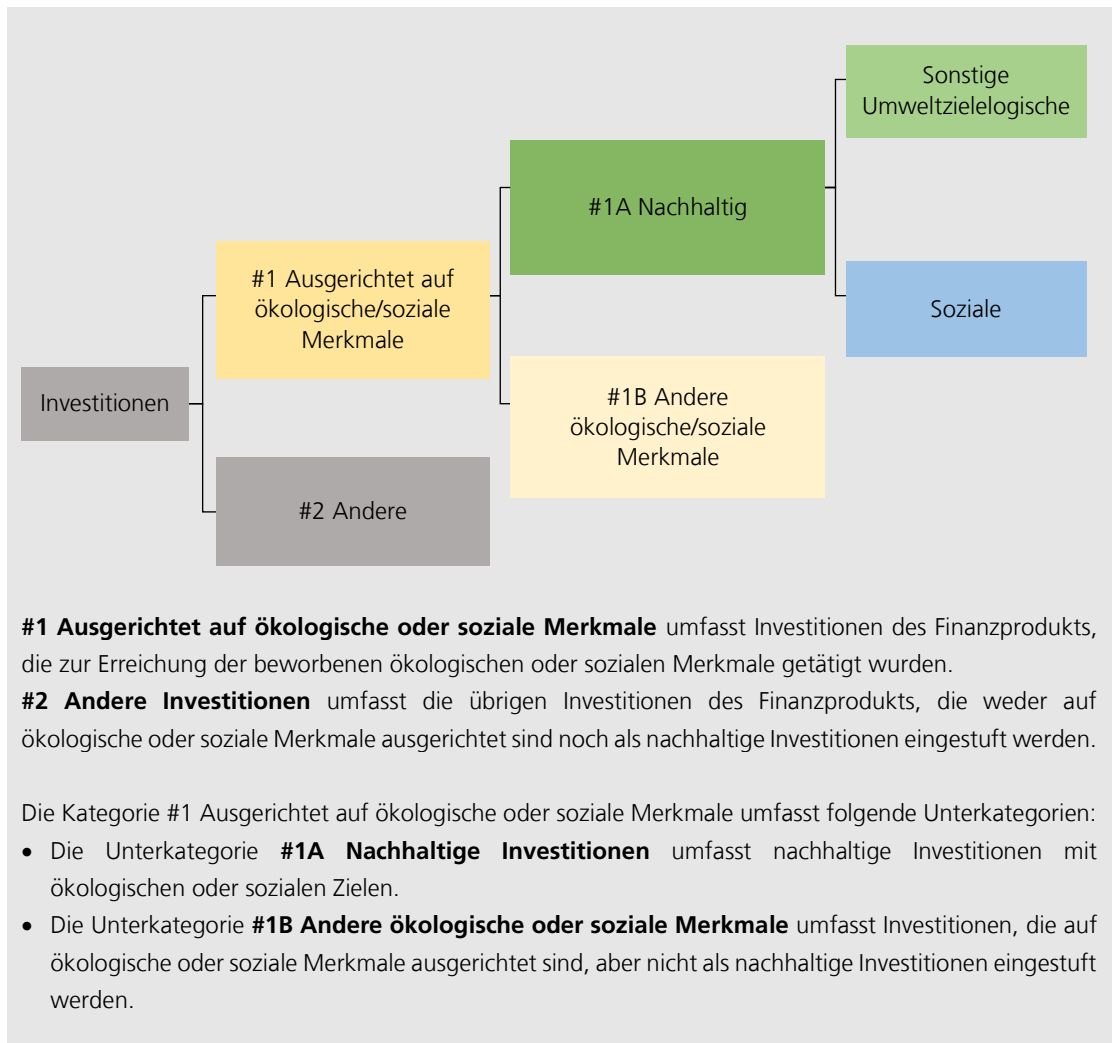 Sonstige
Umweltzielelogische
#1A Nachhaltig
#1 Ausgerichtet auf
ökologische/soziale
Merkmale
Soziale
Investitionen
#1B Andere
ökologische/soziale
Merkmale
#2 Andere
#1 Ausgerichtet auf ökologische oder soziale Merkmale umfasst Investitionen des Finanzprodukts,
die zur Erreichung der beworbenen ökologischen oder sozialen Merkmale getätigt wurden.
#2 Andere Investitionen umfasst die übrigen Investitionen des Finanzprodukts, die weder auf
ökologische oder soziale Merkmale ausgerichtet sind noch als nachhaltige Investitionen eingestuft werden.
Die Kategorie #1 Ausgerichtet auf ökologische oder soziale Merkmale umfasst folgende Unterkategorien:
• Die Unterkategorie #1A Nachhaltige Investitionen umfasst nachhaltige Investitionen mit
ökologischen oder sozialen Zielen.
• Die Unterkategorie #1B Andere ökologische oder soziale Merkmale umfasst Investitionen, die auf
ökologische oder soziale Merkmale ausgerichtet sind, aber nicht als nachhaltige Investitionen eingestuft
werden.